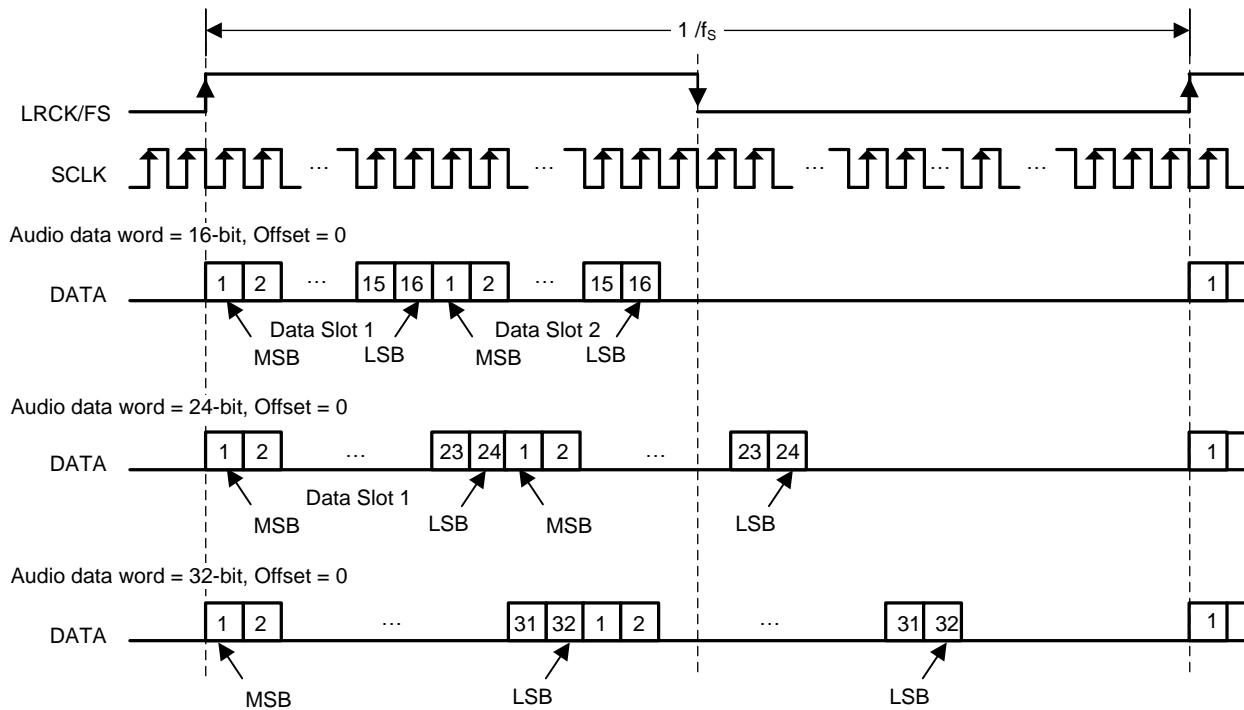 1 /fS
LRCK/FS
SCLK
… … … … …
Audio data word = 16-bit, Offset = 0
DATA
1 2 … 15 16 1 2 … 15 16 1
Data Slot 1 Data Slot 2
MSB LSB MSB LSB
Audio data word = 24-bit, Offset = 0
DATA
1 2 … 23 24 1 2 … 23 24 1
Data Slot 1
MSB LSB MSB LSB
Audio data word = 32-bit, Offset = 0
DATA
1 2 … 31 32 1 2 … 31 32 1
MSB LSB LSB